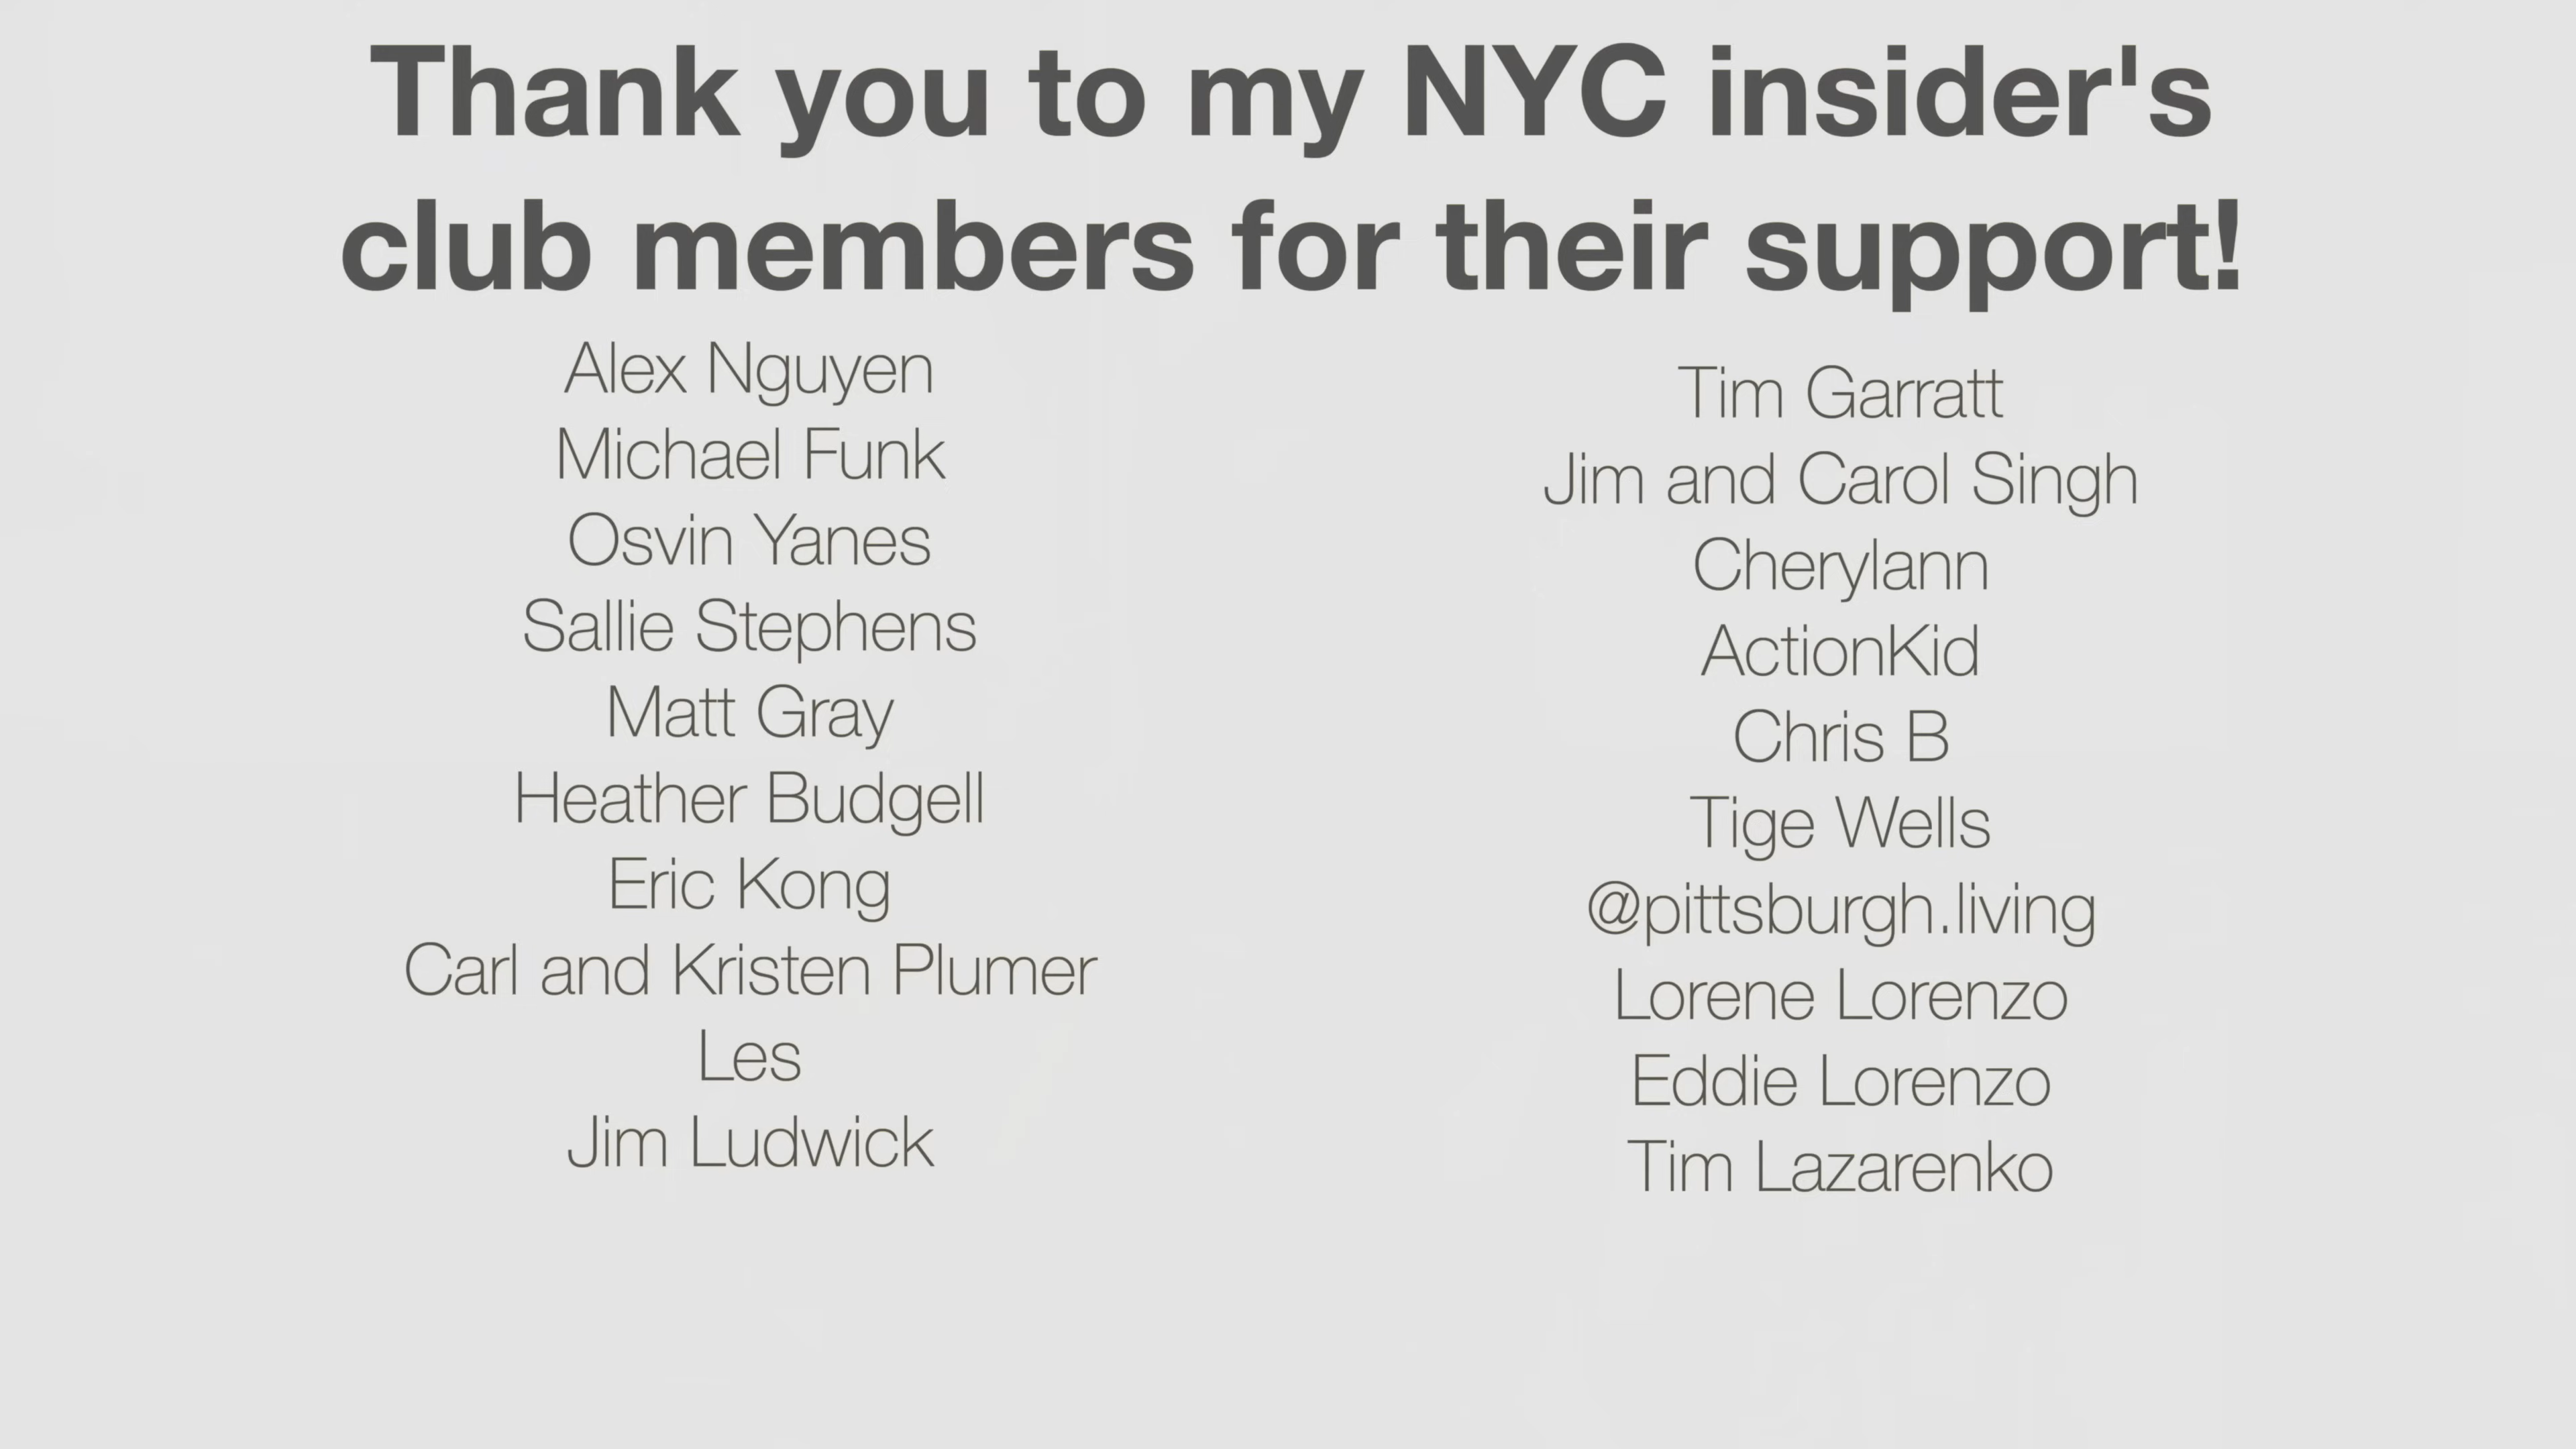 Thank you to my NYC insider's
club members for their support!
Alex Nguyen
Michael Funk
Osvin Yanes
Sallie Stephens
Matt Gray
Heather Budgell
Eric Kong
Carl and Kristen Plumer
Les
Jim Ludwick
Tim Garratt
Jim and Carol Singh
Cherylann
ActionKid
Chris B
Tige Wells
@pittsburgh.living
Lorene Lorenzo
Eddie Lorenzo
Tim Lazarenko